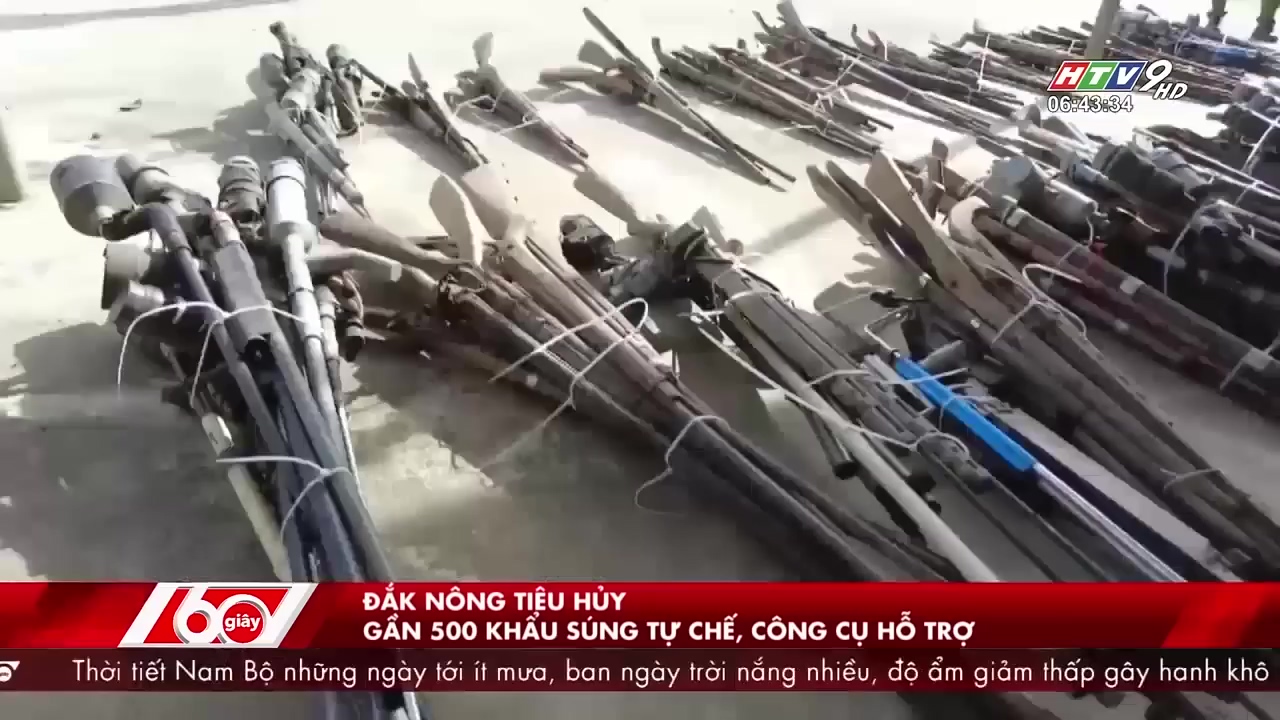 HTV9 HD
06:43:34
60 giây
ĐẮK NÔNG TIÊU HỦY
GẦN 500 KHẨU SÚNG TỰ CHẾ, CÔNG CỤ HỖ TRỢ
Thời tiết Nam Bộ những ngày tới ít mưa, ban ngày trời nắng nhiều, độ ẩm giảm thấp gây hanh khô